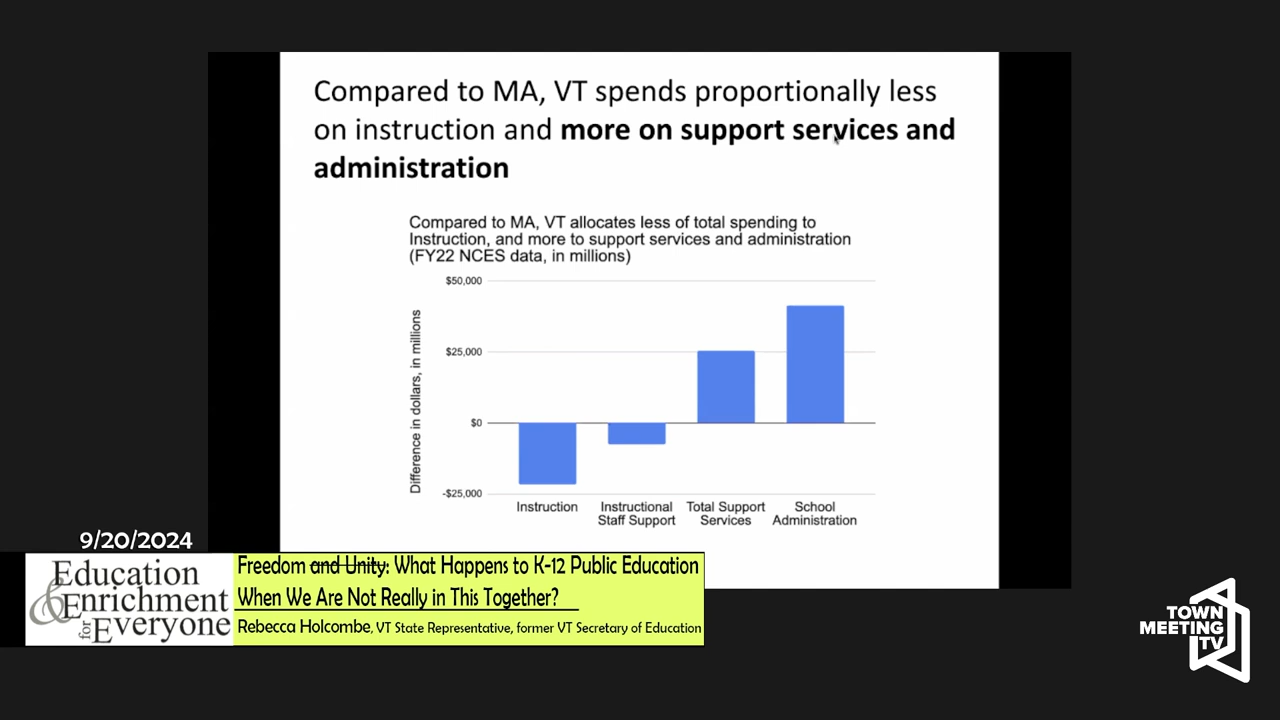 Compared to MA, VT spends proportionally less
on instruction and more on support services and
administration
Compared to MA, VT allocates less of total spending to
Instruction, and more to support services and administration
(FY22 NCES data, in millions)
Difference in dollars, in millions
$50,000
$25,000
$0
-$25,000
Instruction
Instructional
Staff Support
Total Support
Services
School
Administration
9/20/2024
Education
& Enrichment
for Everyone
Freedom and Unity: What Happens to K-12 Public Education
When We Are Not Really in This Together?
Rebecca Holcombe, VT State Representative, former VT Secretary of Education
TOWN
MEETING
TV